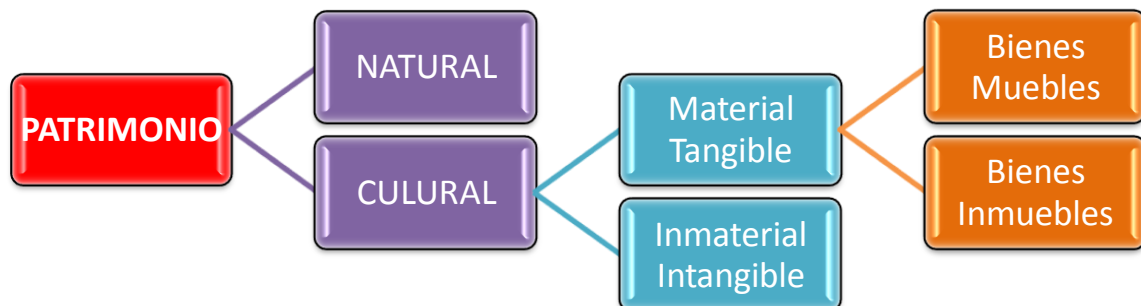 PATRIMONIO
NATURAL
CULURAL
Material
Tangible
Inmaterial
Intangible
Bienes
Muebles
Bienes
Inmuebles